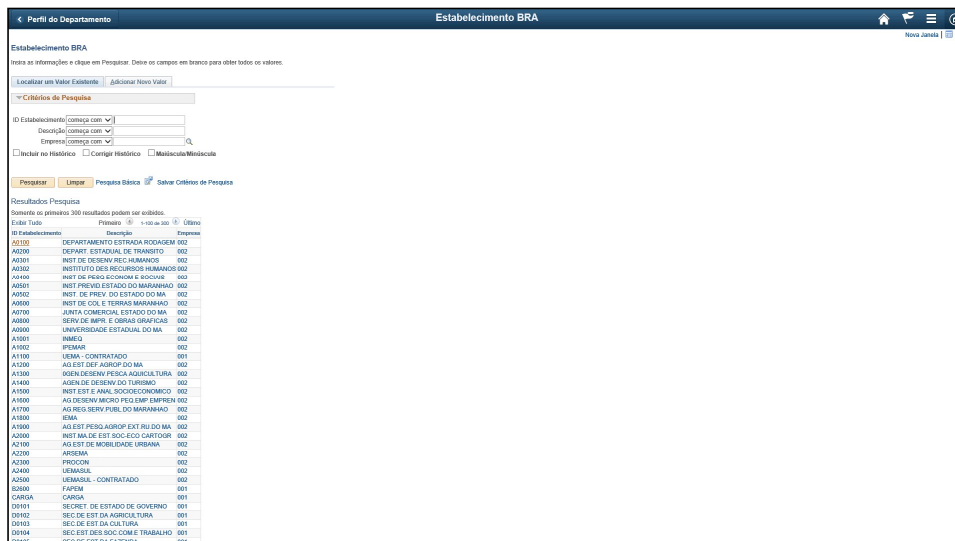 Perfil do Departamento
Estabelecimento BRA
Nova Janela
Estabelecimento BRA
Insira as informações e clique em Pesquisar. Deixe os campos em branco para obter todos os valores.
Localizar um Valor Existente Adicionar Novo Valor
Critérios de Pesquisa
ID Estabelecimento começa com
Descrição começa com
Empresa começa com
Incluir no Histórico Corrigir Histórico Maiúscula/Minúscula
Pesquisar Limpar Pesquisa Básica Salvar Critérios de Pesquisa
Resultados Pesquisa
Somente os primeiros 300 resultados podem ser exibidos.
Exibir Tudo Primeiro 1-100 de 300 Último
ID Estabelecimento Descrição Empresa
A0100 DEPARTAMENTO ESTRADA RODAGEM 002
A0200 DEPART. ESTADUAL DE TRANSITO 002
A0301 INST.DE DESENV.REC.HUMANOS 002
A0302 INSTITUTO DES.RECURSOS HUMANOS 002
A0400 INST DE PESQ.ECONOM E SOCIAIS 002
A0501 INST.PREVID.ESTADO DO MARANHAO 002
A0502 INST. DE PREV. DO ESTADO DO MA 002
A0600 INST DE COL E TERRAS MARANHAO 002
A0700 JUNTA COMERCIAL ESTADO DO MA 002
A0800 SERV.DE IMPR. E OBRAS GRAFICAS 002
A0900 UNIVERSIDADE ESTADUAL DO MA 002
A1001 INMEQ 002
A1002 IPEMAR 002
A1100 UEMA - CONTRATADO 001
A1200 AG.EST.DEF.AGROP.DO MA 002
A1300 0GEN.DESENV.PESCA AQUICULTURA 002
A1400 AGEN.DE DESENV.DO TURISMO 002
A1500 INST.EST.E ANAL.SOCIOECONOMICO 002
A1600 AG.DESENV.MICRO PEQ.EMP.EMPREN 002
A1700 AG.REG.SERV.PUBL.DO MARANHAO 002
A1800 IEMA 002
A1900 AG.EST.PESQ.AGROP.EXT.RU.DO MA 002
A2000 INST.MA.DE EST.SOC-ECO CARTOGR 002
A2100 AG.EST.DE MOBILIDADE URBANA 002
A2200 ARSEMA 002
A2300 PROCON 002
A2400 UEMASUL 002
A2500 UEMASUL - CONTRATADO 002
B2600 FAPEM 001
CARGA CARGA 001
D0101 SECRET. DE ESTADO DE GOVERNO 001
D0102 SEC.DE EST.DA AGRICULTURA 001
D0103 SEC.DE EST.DA CULTURA 001
D0104 SEC.EST.DES.SOC.COM.E TRABALHO 001